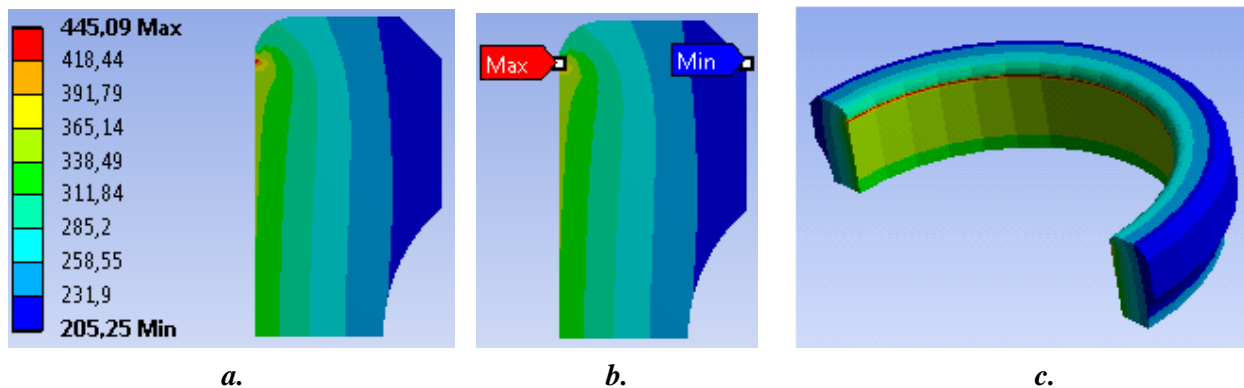 445,09 Max
418,44
391,79
365,14
338,49
311,84
285,2
258,55
231,9
205,25 Min
Max
Min
a.
b.
c.